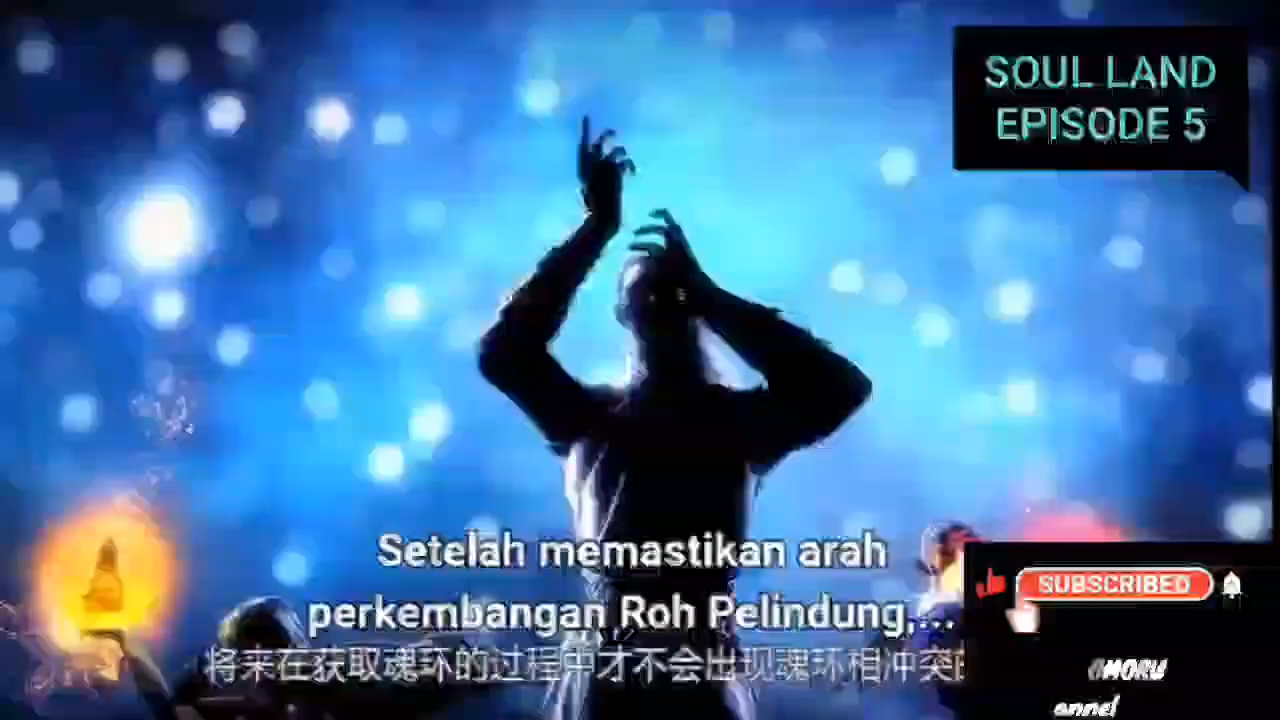 SOUL LAND
EPISODE 5
Setelah memastikan arah
perkembangan Roh Pelindung,...
将来在获取魂环的过程中才不会出现魂环相冲突
SUBSCRIBED